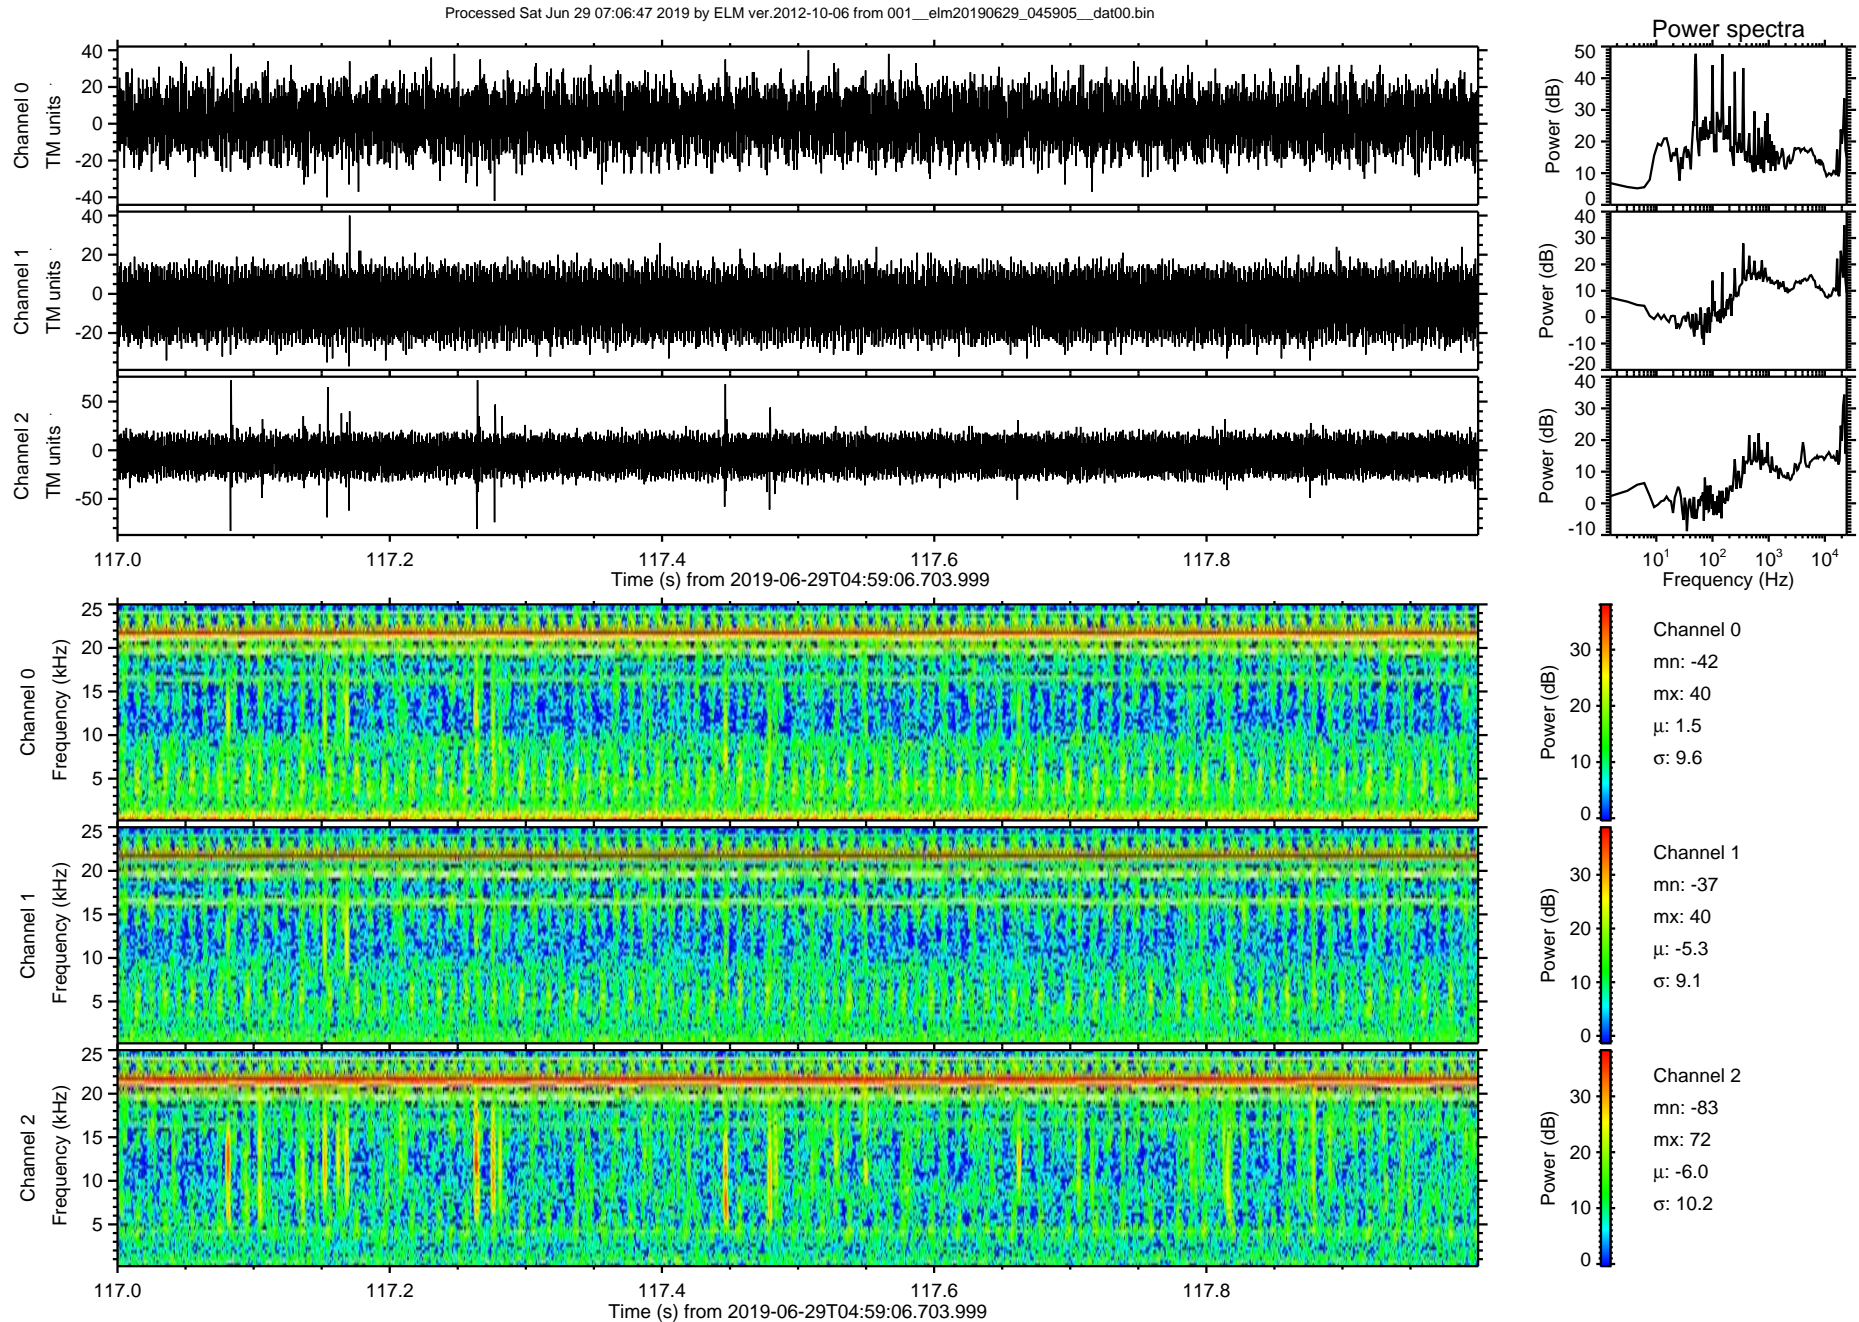 Processed Sat Jun 29 07:06:47 2019 by ELM ver.2012-10-06 from 001__elm20190629_045905__dat00.bin
Power spectra
Channel 0
TM units
40
20
0
-20
-40
Power (dB)
50
40
30
20
10
0
Channel 1
TM units
40
20
0
-20
Power (dB)
40
30
20
10
0
-10
-20
Channel 2
TM units
50
0
-50
Power (dB)
40
30
20
10
0
-10
117.0 117.2 117.4 117.6 117.8
Time (s) from 2019-06-29T04:59:06.703.999
10^1 10^2 10^3 10^4
Frequency (Hz)
Channel 0
Frequency (kHz)
25
20
15
10
5
Power (dB)
30
20
10
0
Channel 0
mn: -42
mx: 40
μ: 1.5
σ: 9.6
Channel 1
Frequency (kHz)
25
20
15
10
5
Power (dB)
30
20
10
0
Channel 1
mn: -37
mx: 40
μ: -5.3
σ: 9.1
Channel 2
Frequency (kHz)
25
20
15
10
5
Power (dB)
30
20
10
0
Channel 2
mn: -83
mx: 72
μ: -6.0
σ: 10.2
117.0 117.2 117.4 117.6 117.8
Time (s) from 2019-06-29T04:59:06.703.999